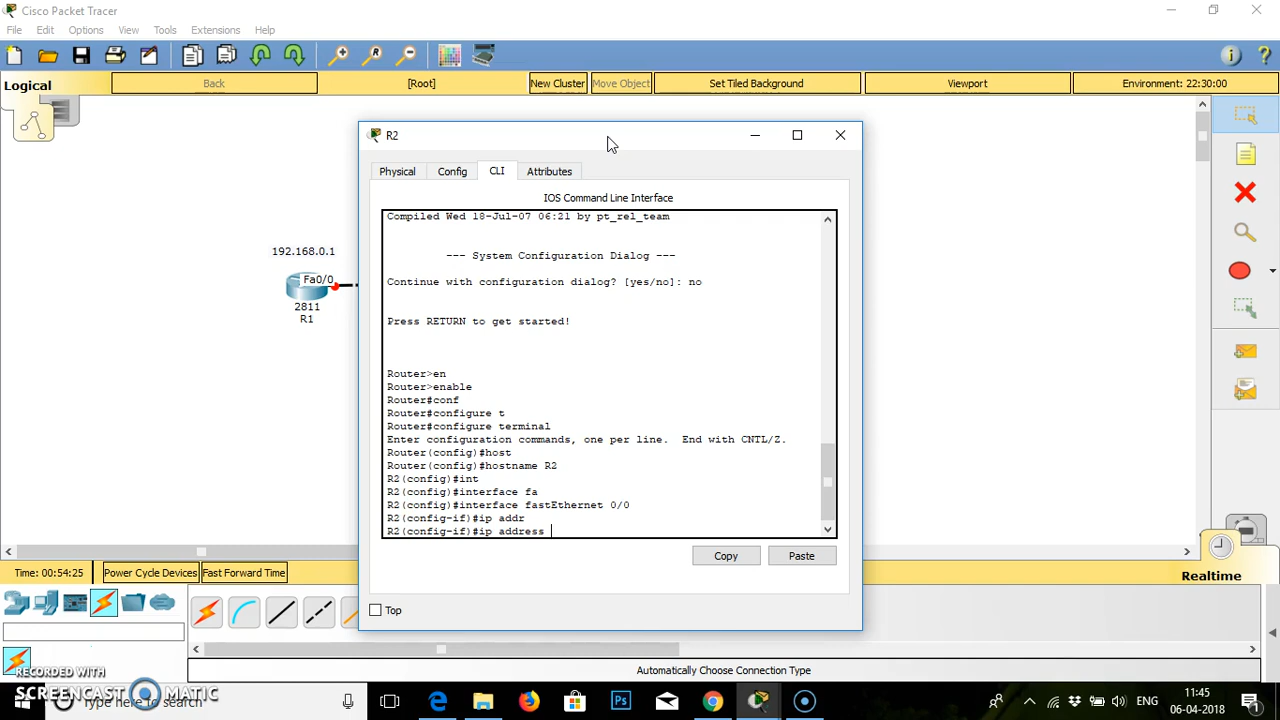 Cisco Packet Tracer
File Edit Options View Tools Extensions Help
Logical Back [Root] New Cluster Move Object Set Tiled Background Viewport Environment: 22:30:00
192.168.0.1
Fa0/0
2811
R1
R2
Physical Config CLI Attributes
IOS Command Line Interface
Compiled Wed 18-Jul-07 06:21 by pt_rel_team
--- System Configuration Dialog ---
Continue with configuration dialog? [yes/no]: no
Press RETURN to get started!
Router>en
Router>enable
Router#conf
Router#configure t
Router#configure terminal
Enter configuration commands, one per line.  End with CNTL/Z.
Router(config)#host
Router(config)#hostname R2
R2(config)#int
R2(config)#interface fa
R2(config)#interface fastEthernet 0/0
R2(config-if)#ip addr
R2(config-if)#ip address
Copy Paste
Top
Time: 00:54:25 Power Cycle Devices Fast Forward Time Realtime
Automatically Choose Connection Type
RECORDED WITH
SCREENCAST MATIC
Type here to search
ENG 11:45
06-04-2018
1